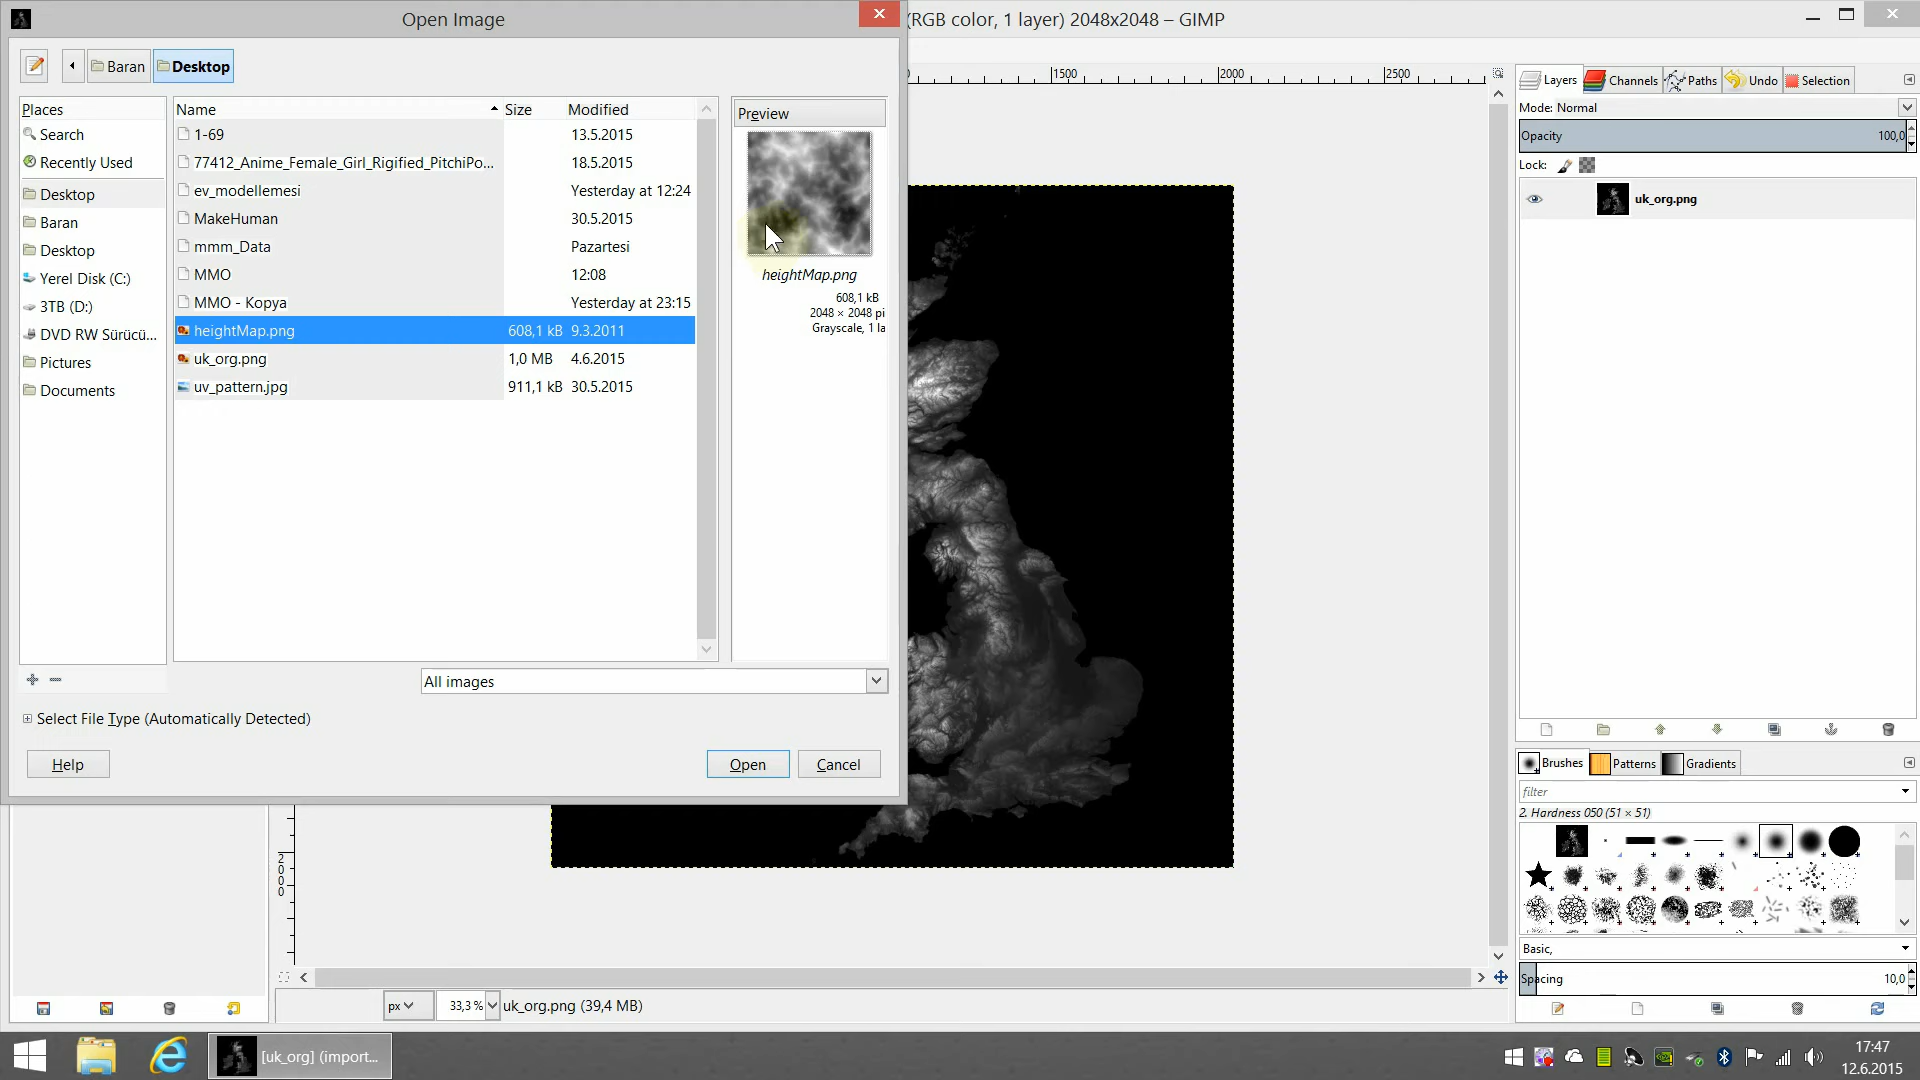 Open Image
(RGB color, 1 layer) 2048x2048 – GIMP
Baran
Desktop
1500
2000
2500
Places
Search
Recently Used
Desktop
Baran
Desktop
Yerel Disk (C:)
3TB (D:)
DVD RW Sürücü...
Pictures
Documents
Name Size Modified
1-69 13.5.2015
77412_Anime_Female_Girl_Rigified_PitchiPo... 18.5.2015
ev_modellemesi Yesterday at 12:24
MakeHuman 30.5.2015
mmm_Data Pazartesi
MMO 12:08
MMO - Kopya Yesterday at 23:15
heightMap.png 608,1 kB 9.3.2011
uk_org.png 1,0 MB 4.6.2015
uv_pattern.jpg 911,1 kB 30.5.2015
Preview
heightMap.png
608,1 kB
2048 × 2048 pi
Grayscale, 1 la
All images
Select File Type (Automatically Detected)
Help
Open
Cancel
2000
px
33,3 %
uk_org.png (39,4 MB)
Layers Channels Paths Undo Selection
Mode: Normal
Opacity 100,0
Lock:
uk_org.png
Brushes Patterns Gradients
filter
2. Hardness 050 (51 × 51)
Basic,
Spacing 10,0
[uk_org] (import...
17:47
12.6.2015